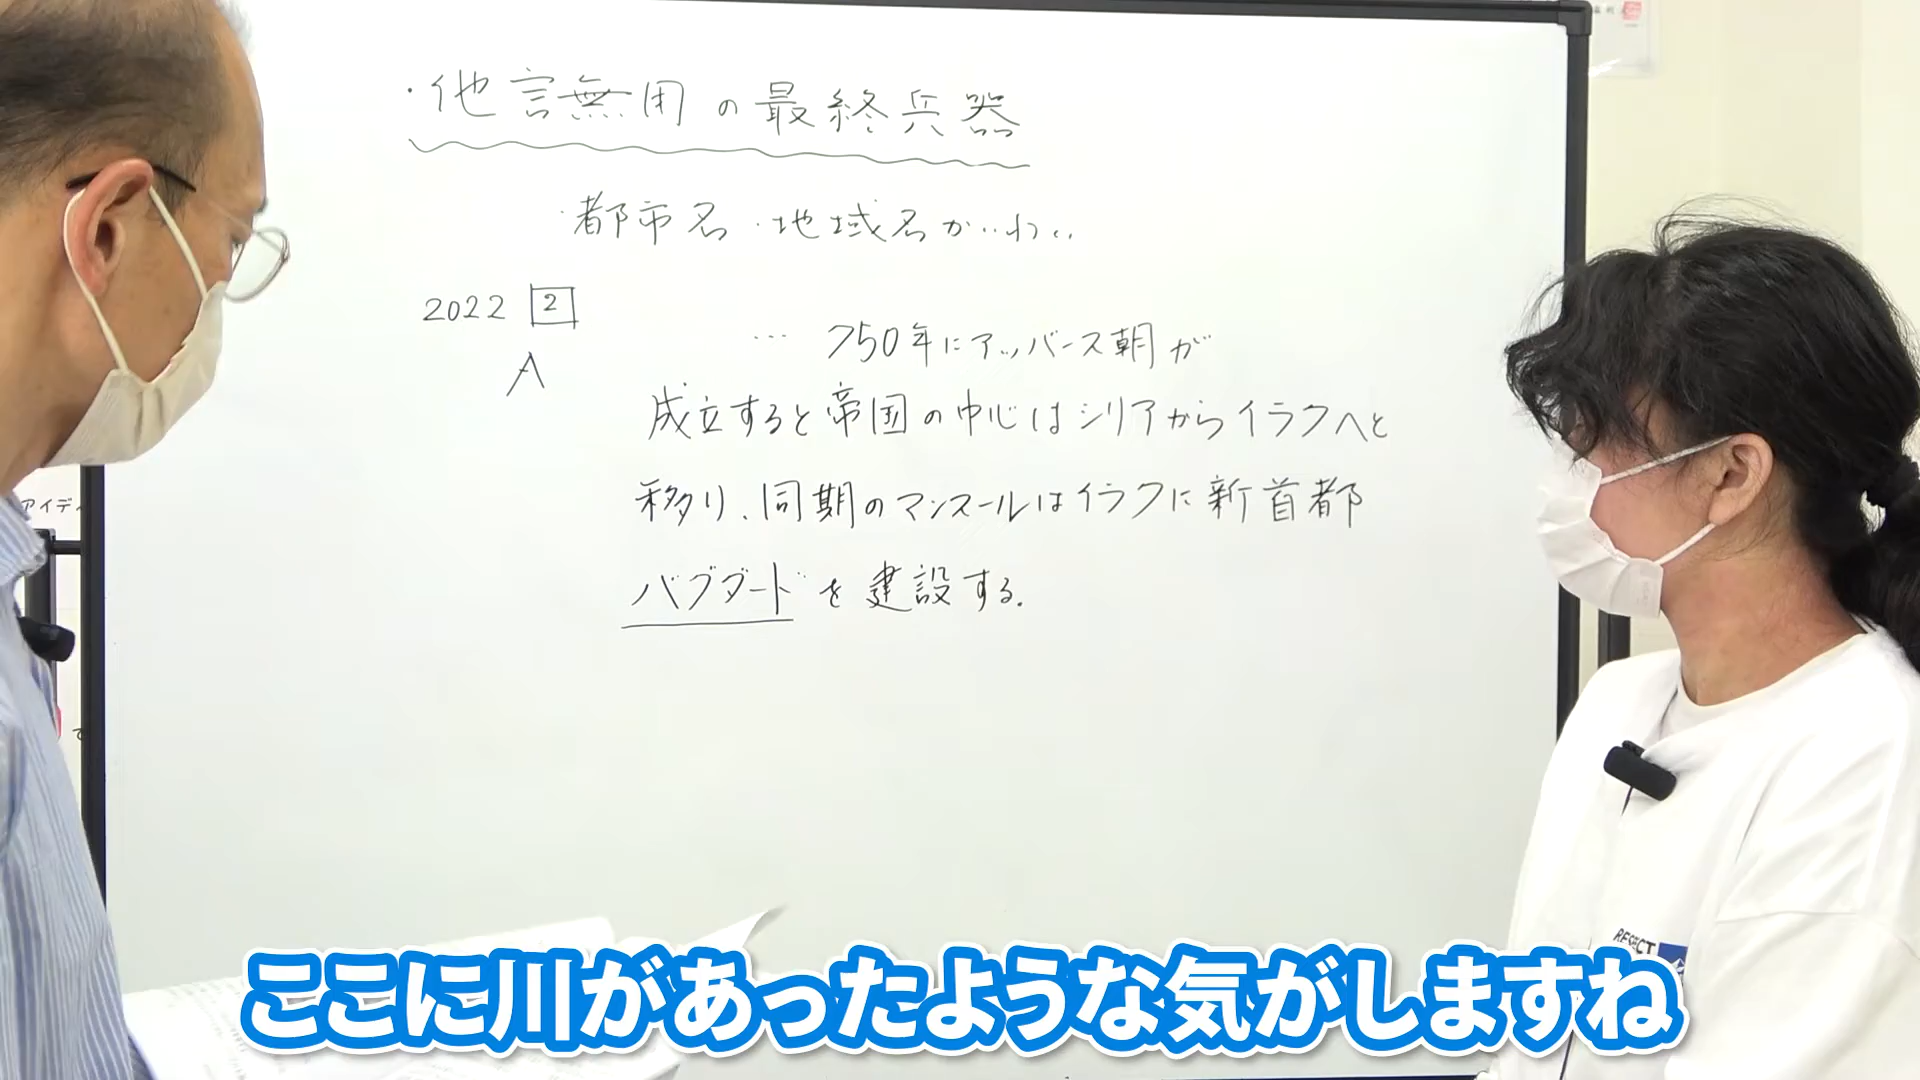 ・他言無用の最終兵器
・都市名・地域名が‥わ‥
2022 2
A
… 750年にアッバース朝が
成立すると帝国の中心はシリアからイラクへと
移り、同期のマンスールはイラクに新首都
バグダードを建設する.
アイデ
ここに川があったような気がしますね